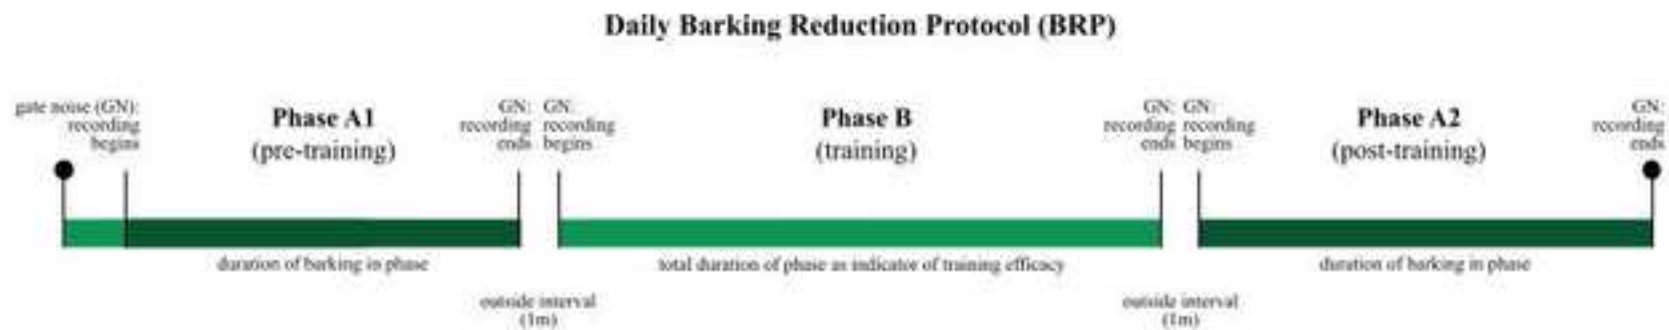 Daily Barking Reduction Protocol (BRP)
gate noise (GN):
recording
begins
Phase A1
(pre-training)
GN:
recording
ends
GN:
recording
begins
Phase B
(training)
GN:
recording
ends
GN:
recording
begins
Phase A2
(post-training)
GN:
recording
ends
duration of barking in phase
total duration of phase as indicator of training efficacy
duration of barking in phase
outside interval
(1m)
outside interval
(1m)